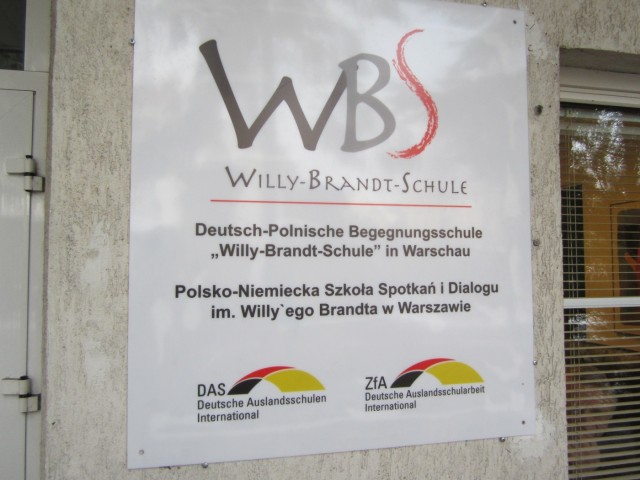 WBS
WILLY-BRANDT-SCHULE
Deutsch-Polnische Begegnungsschule
„Willy-Brandt-Schule” in Warschau
Polsko-Niemiecka Szkoła Spotkań i Dialogu
im. Willy`ego Brandta w Warszawie
DAS
Deutsche Auslandsschulen
International
ZfA
Deutsche Auslandsschularbeit
International